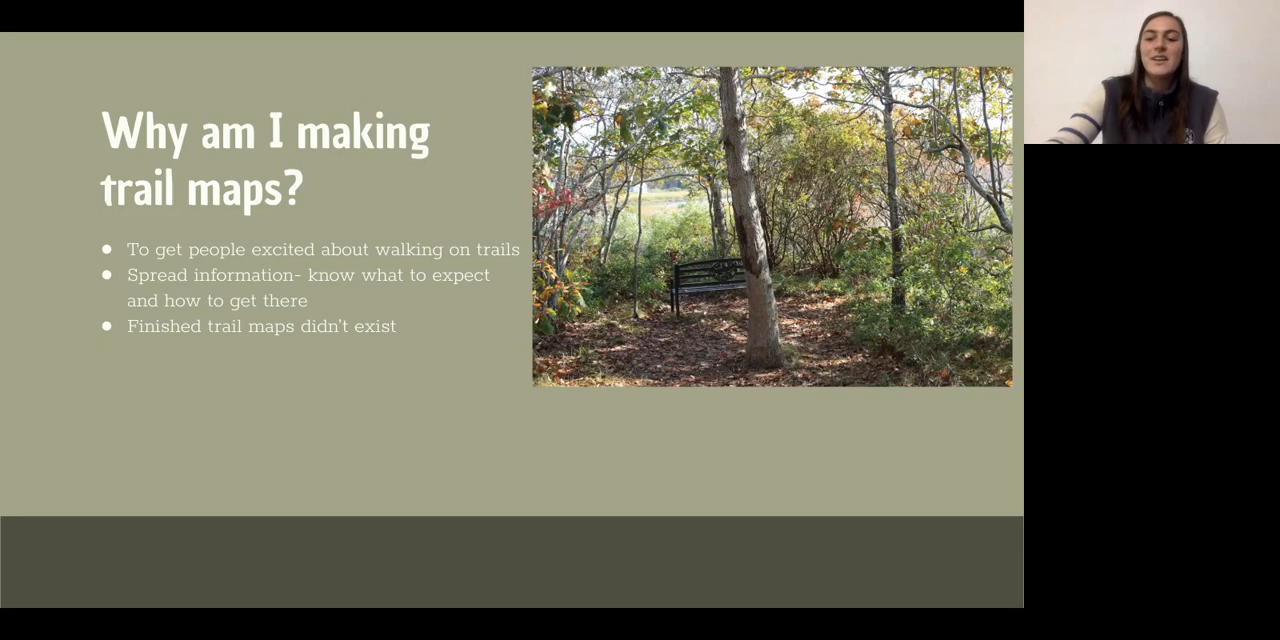 Why am I making
trail maps?
● To get people excited about walking on trails
● Spread information- know what to expect
and how to get there
● Finished trail maps didn't exist